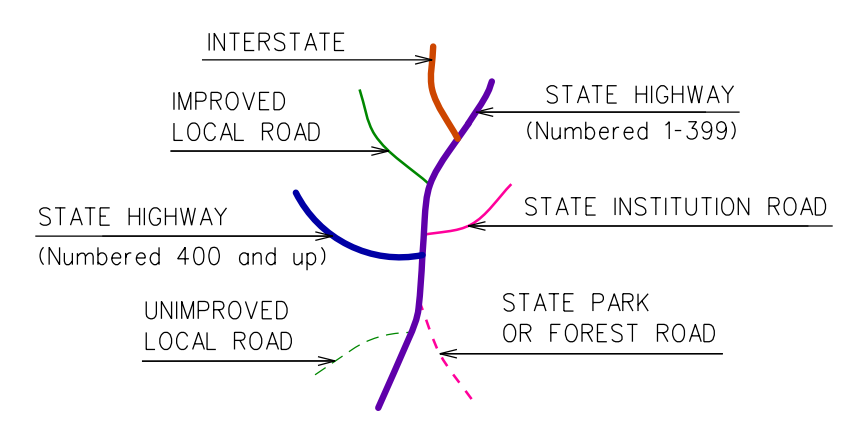 INTERSTATE
IMPROVED
LOCAL ROAD
STATE HIGHWAY
(Numbered 1-399)
STATE HIGHWAY
(Numbered 400 and up)
STATE INSTITUTION ROAD
UNIMPROVED
LOCAL ROAD
STATE PARK
OR FOREST ROAD